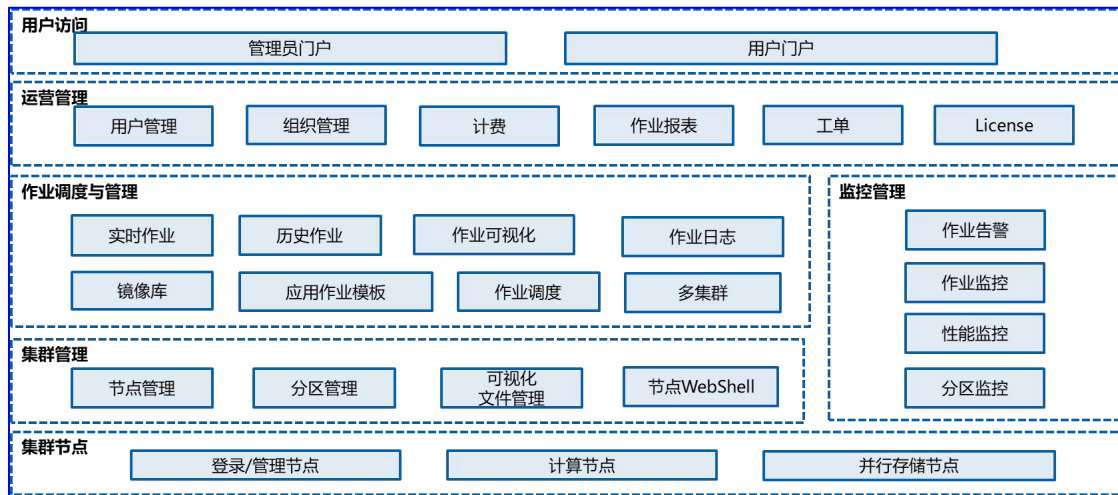 用户访问
管理员门户
用户门户
运营管理
用户管理
组织管理
计费
作业报表
工单
License
作业调度与管理
实时作业
历史作业
作业可视化
作业日志
镜像库
应用作业模板
作业调度
多集群
监控管理
作业告警
作业监控
性能监控
分区监控
集群管理
节点管理
分区管理
可视化
文件管理
节点WebShell
集群节点
登录/管理节点
计算节点
并行存储节点